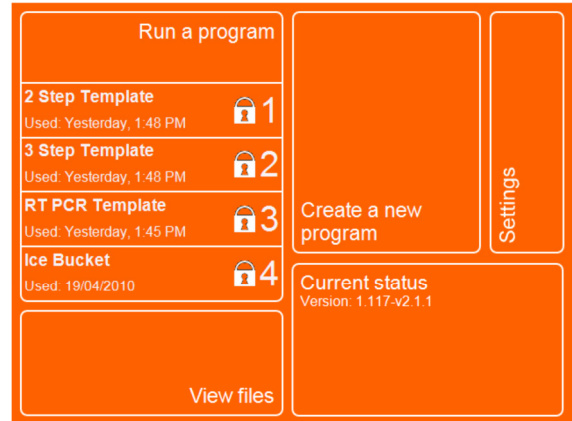 Run a program
2 Step Template
Used: Yesterday, 1:48 PM
1
3 Step Template
Used: Yesterday, 1:48 PM
2
RT PCR Template
Used: Yesterday, 1:45 PM
3
Ice Bucket
Used: 19/04/2010
4
View files
Create a new
program
Settings
Current status
Version: 1.117-v2.1.1